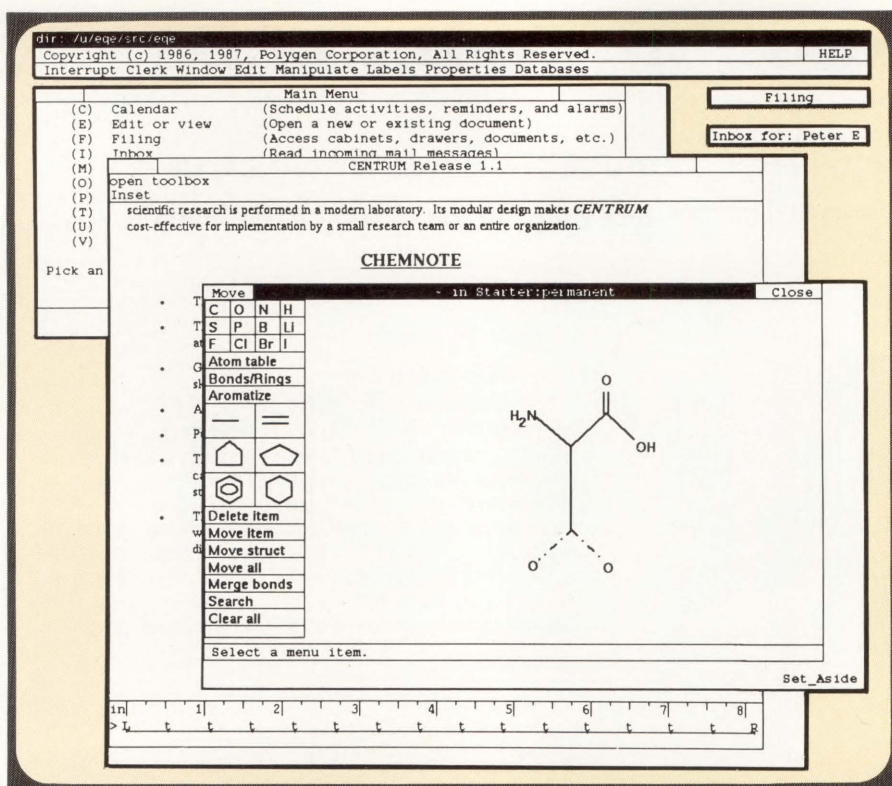 dir: /u/eqe/src/eqe
Copyright (c) 1986, 1987, Polygen Corporation, All Rights Reserved. HELP
Interrupt Clerk Window Edit Manipulate Labels Properties Databases
Main Menu
(C) Calendar (Schedule activities, reminders, and alarms)
(E) Edit or view (Open a new or existing document)
(F) Filing (Access cabinets, drawers, documents, etc.)
(I) Inbox (Read incoming mail messages)
(M)
(O)
(P)
(T)
(U)
(V)
Pick an
Filing
Inbox for: Peter E
CENTRUM Release 1.1
open toolbox
Inset
scientific research is performed in a modern laboratory. Its modular design makes CENTRUM
cost-effective for implementation by a small research team or an entire organization.
CHEMNOTE
• T
• T
at
• G
sk
• A
• Pu
• T
ca
st
• T
w
di
Move ~ in Starter:permanent Close
C O N H
S P B Li
F Cl Br I
Atom table
Bonds/Rings
Aromatize
Delete item
Move item
Move struct
Move all
Merge bonds
Search
Clear all
O
H2N
OH
O O
Select a menu item.
Set_Aside
in 1 2 3 4 5 6 7 8
> L t t t t t t t t t t t t t t R